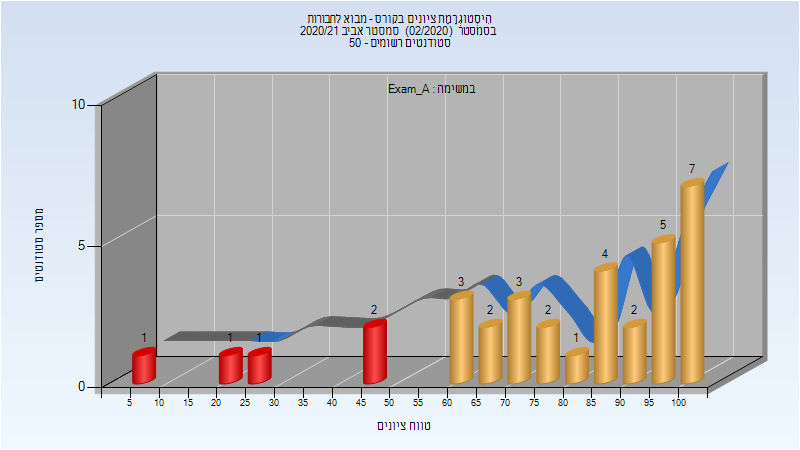 היסטוגרמת ציונים בקורס - מבוא לחבורות
בסמסטר (02/2020) סמסטר אביב 2020/21
סטודנטים רשומים - 50
במשימה : Exam_A
מספר סטודנטים
10
5
0
1
1
1
2
3
2
3
2
1
4
2
5
7
5 10 15 20 25 30 35 40 45 50 55 60 65 70 75 80 85 90 95 100
טווח ציונים